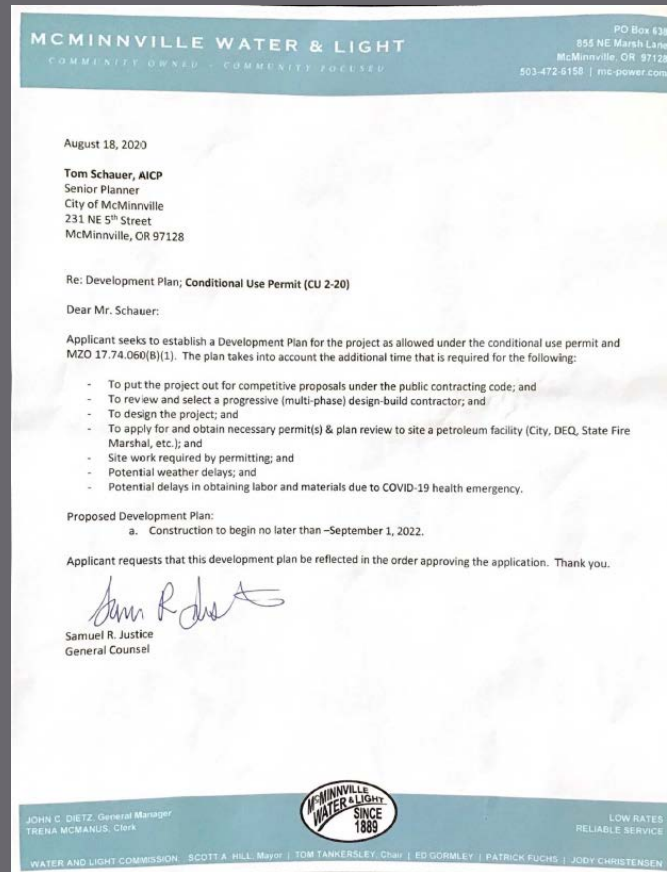 MCMINNVILLE WATER & LIGHT
COMMUNITY OWNED - COMMUNITY FOCUSED
PO Box 638
855 NE Marsh Lane
McMinnville, OR 97128
503-472-6158 | mc-power.com
August 18, 2020
Tom Schauer, AICP
Senior Planner
City of McMinnville
231 NE 5th Street
McMinnville, OR 97128
Re: Development Plan; Conditional Use Permit (CU 2-20)
Dear Mr. Schauer:
Applicant seeks to establish a Development Plan for the project as allowed under the conditional use permit and
MZO 17.74.060(B)(1). The plan takes into account the additional time that is required for the following:
- To put the project out for competitive proposals under the public contracting code; and
- To review and select a progressive (multi-phase) design-build contractor; and
- To design the project; and
- To apply for and obtain necessary permit(s) & plan review to site a petroleum facility (City, DEQ, State Fire
Marshal, etc.); and
- Site work required by permitting; and
- Potential weather delays; and
- Potential delays in obtaining labor and materials due to COVID-19 health emergency.
Proposed Development Plan:
a. Construction to begin no later than –September 1, 2022.
Applicant requests that this development plan be reflected in the order approving the application. Thank you.
Samuel R. Justice
General Counsel
JOHN C. DIETZ, General Manager
TRENA MCMANUS, Clerk
MCMINNVILLE
WATER & LIGHT
SINCE
1889
LOW RATES
RELIABLE SERVICE
WATER AND LIGHT COMMISSION: SCOTT A. HILL, Mayor | TOM TANKERSLEY, Chair | ED GORMLEY | PATRICK FUCHS | JODY CHRISTENSEN